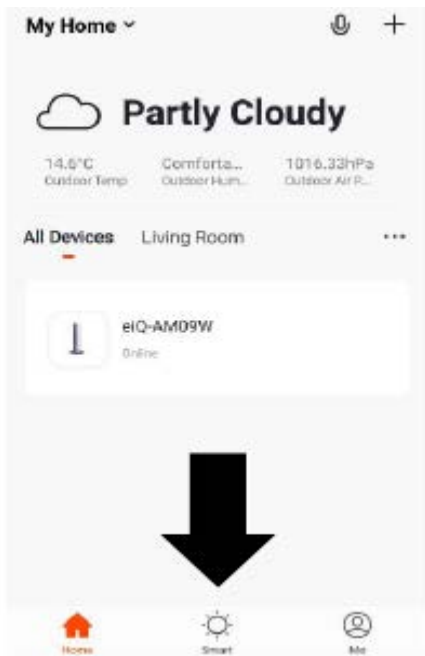 My Home
Partly Cloudy
14.6°C Comforta... 1016.33hPa
Outdoor Temp Outdoor Hum... Outdoor Air P...
All Devices Living Room
eiQ-AM09W
Online
Home Smart Me